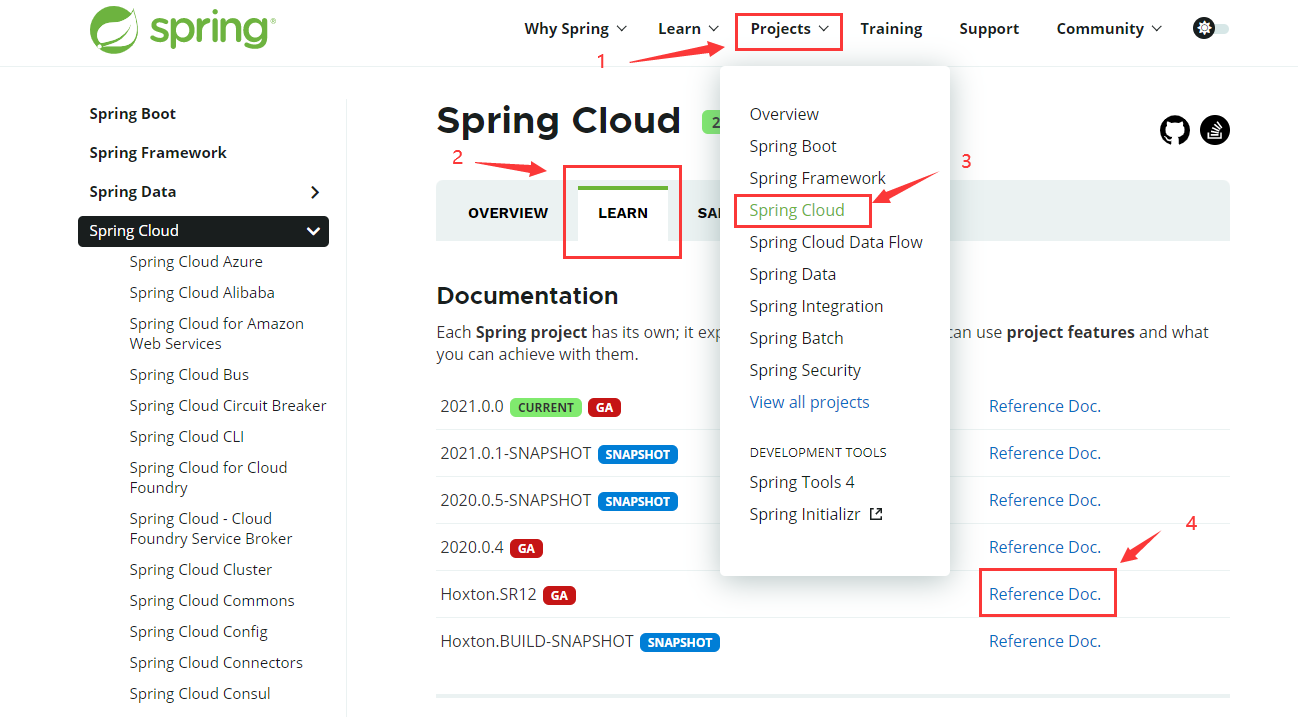 spring
Why Spring
Learn
Projects
Training
Support
Community
1
Spring Boot
Spring Framework
Spring Data
Spring Cloud
Spring Cloud Azure
Spring Cloud Alibaba
Spring Cloud for Amazon
Web Services
Spring Cloud Bus
Spring Cloud Circuit Breaker
Spring Cloud CLI
Spring Cloud for Cloud
Foundry
Spring Cloud - Cloud
Foundry Service Broker
Spring Cloud Cluster
Spring Cloud Commons
Spring Cloud Config
Spring Cloud Connectors
Spring Cloud Consul
Spring Cloud 2
2
OVERVIEW
LEARN
SA
Overview
Spring Boot
Spring Framework
3
Spring Cloud
Spring Cloud Data Flow
Spring Data
Spring Integration
Spring Batch
Spring Security
View all projects
DEVELOPMENT TOOLS
Spring Tools 4
Spring Initializr
Documentation
Each Spring project has its own; it exp can use project features and what
you can achieve with them.
2021.0.0 CURRENT GA Reference Doc.
2021.0.1-SNAPSHOT SNAPSHOT Reference Doc.
2020.0.5-SNAPSHOT SNAPSHOT Reference Doc.
2020.0.4 GA Reference Doc.
4
Hoxton.SR12 GA Reference Doc.
Hoxton.BUILD-SNAPSHOT SNAPSHOT Reference Doc.